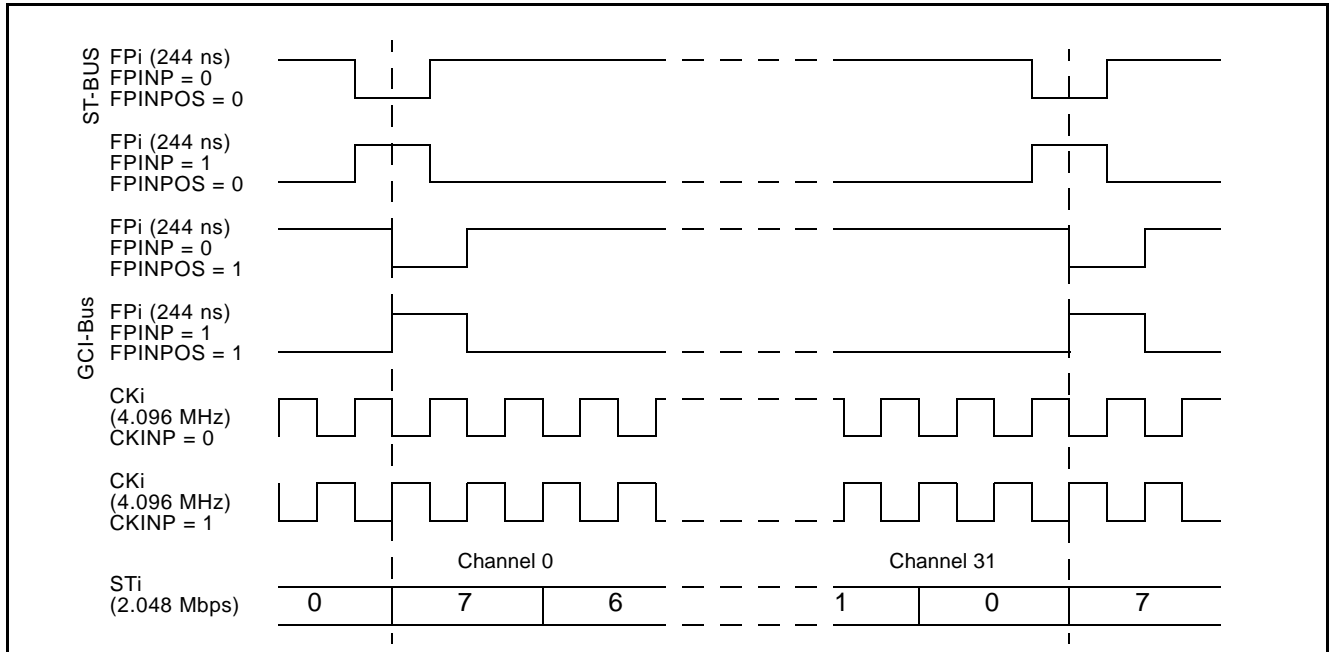 ST-BUS
FPi (244 ns)
FPINP = 0
FPINPOS = 0
FPi (244 ns)
FPINP = 1
FPINPOS = 0
FPi (244 ns)
FPINP = 0
FPINPOS = 1
GCI-Bus
FPi (244 ns)
FPINP = 1
FPINPOS = 1
CKi
(4.096 MHz)
CKINP = 0
CKi
(4.096 MHz)
CKINP = 1
Channel 0
Channel 31
STi
(2.048 Mbps)
0 7 6 1 0 7